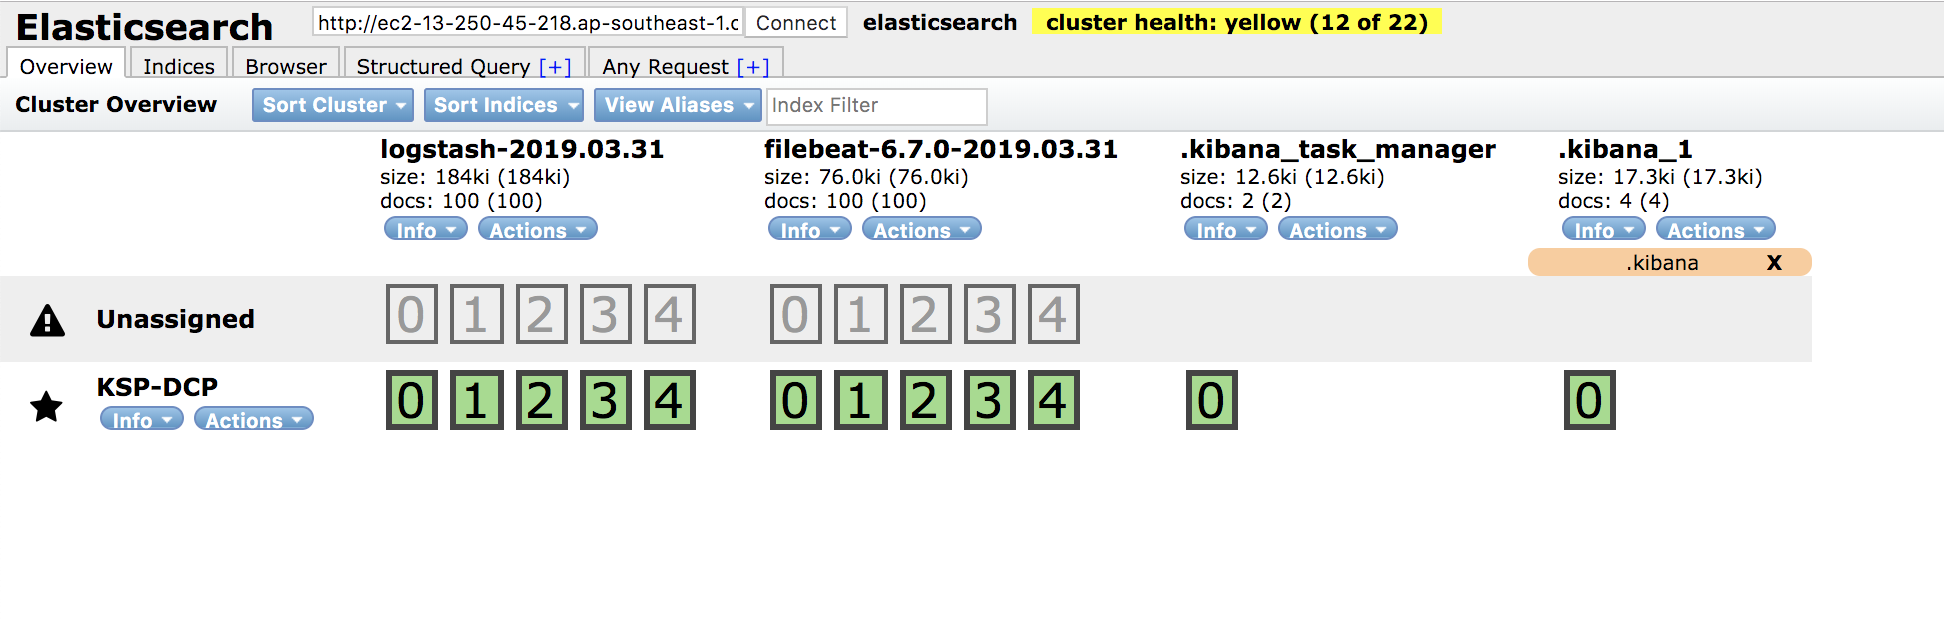 Elasticsearch http://ec2-13-250-45-218.ap-southeast-1.c Connect elasticsearch cluster health: yellow (12 of 22)
Overview Indices Browser Structured Query [+] Any Request [+]
Cluster Overview Sort Cluster Sort Indices View Aliases Index Filter
logstash-2019.03.31 filebeat-6.7.0-2019.03.31 .kibana_task_manager .kibana_1
size: 184ki (184ki) size: 76.0ki (76.0ki) size: 12.6ki (12.6ki) size: 17.3ki (17.3ki)
docs: 100 (100) docs: 100 (100) docs: 2 (2) docs: 4 (4)
Info Actions Info Actions Info Actions Info Actions
.kibana X
Unassigned 0 1 2 3 4 0 1 2 3 4
KSP-DCP 0 1 2 3 4 0 1 2 3 4 0 0
Info Actions